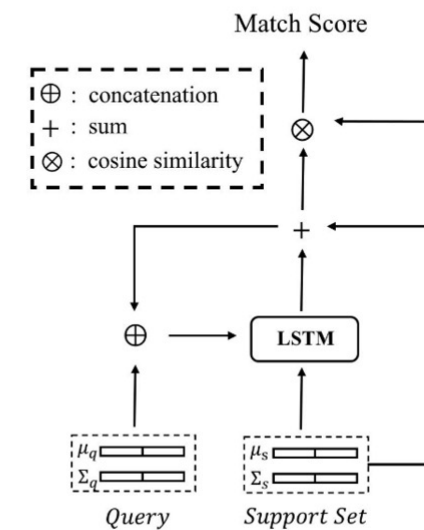 Match Score
⊕ : concatenation
+ : sum
⊗ : cosine similarity
⊗
+
⊕
LSTM
μq
Σq
μs
Σs
Query
Support Set